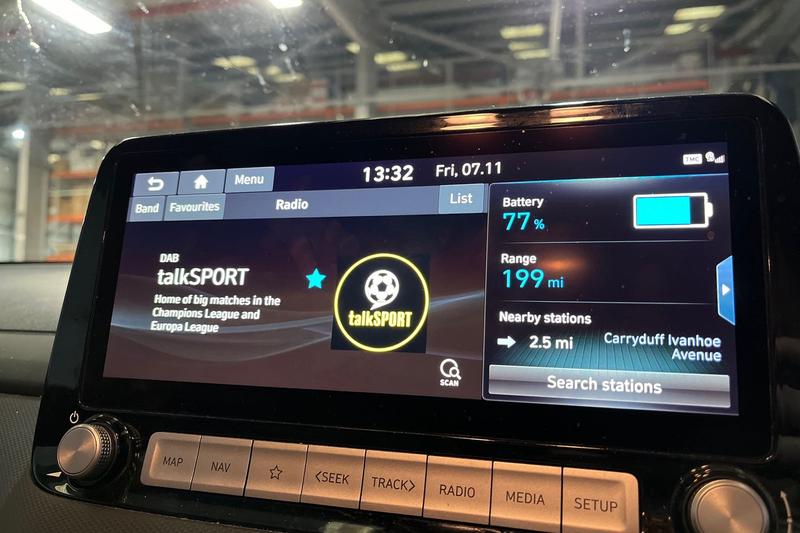 Menu
13:32
Fri, 07.11
TMC
Band
Favourites
Radio
List
DAB
talkSPORT
Home of big matches in the
Champions League and
Europa League
talkSPORT
SCAN
Battery
77%
Range
199 mi
Nearby stations
2.5 mi
Carryduff Ivanhoe
Avenue
Search stations
MAP
NAV
<SEEK
TRACK>
RADIO
MEDIA
SETUP